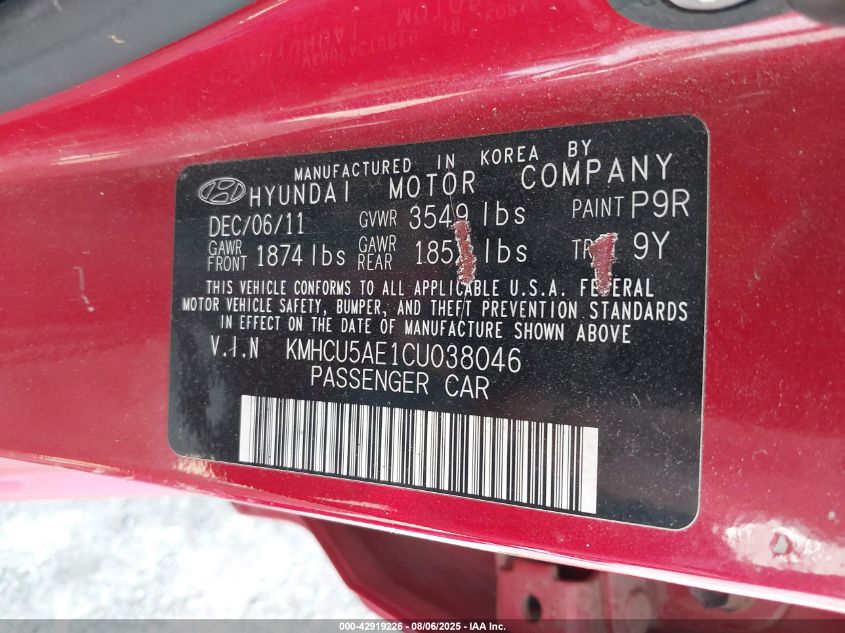 MANUFACTURED IN KOREA BY
HYUNDAI MOTOR COMPANY
DEC/06/11 GVWR 3549 lbs PAINT P9R
GAWR FRONT 1874 lbs GAWR REAR lbs 9Y
THIS VEHICLE CONFORMS TO ALL APPLICABLE U.S.A. FEDERAL
MOTOR VEHICLE SAFETY, BUMPER, AND THEFT PREVENTION STANDARDS
IN EFFECT ON THE DATE OF MANUFACTURE SHOWN ABOVE
V.I.N KMHCU5AE1CU038046
PASSENGER CAR
000-42919226 - 08/06/2025 - IAA Inc.